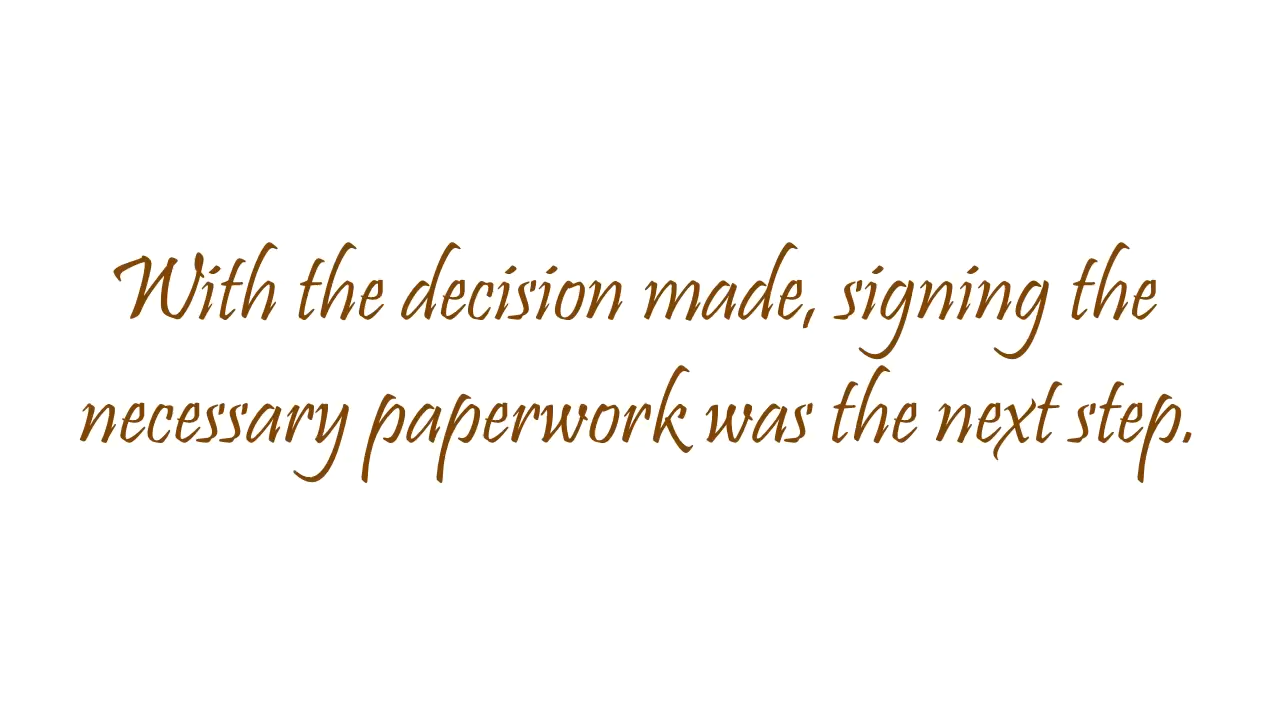 With the decision made, signing the
necessary paperwork was the next step.